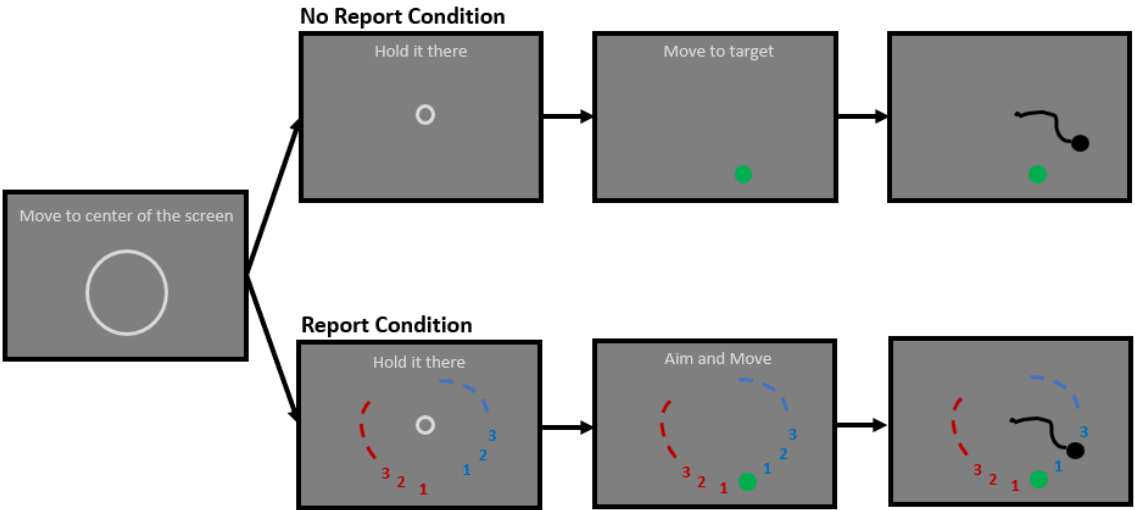 No Report Condition
Hold it there
Move to target
Move to center of the screen
Report Condition
Hold it there
3
2
1
3
2
1
Aim and Move
3
2
1
3
2
1
3
1
3
2
1